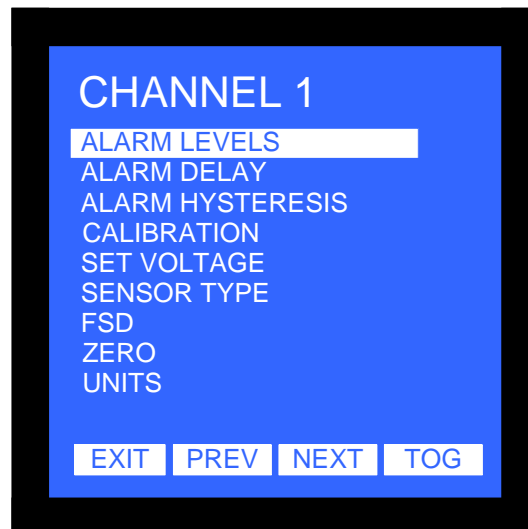 CHANNEL 1
ALARM LEVELS
ALARM DELAY
ALARM HYSTERESIS
CALIBRATION
SET VOLTAGE
SENSOR TYPE
FSD
ZERO
UNITS
EXIT PREV NEXT TOG